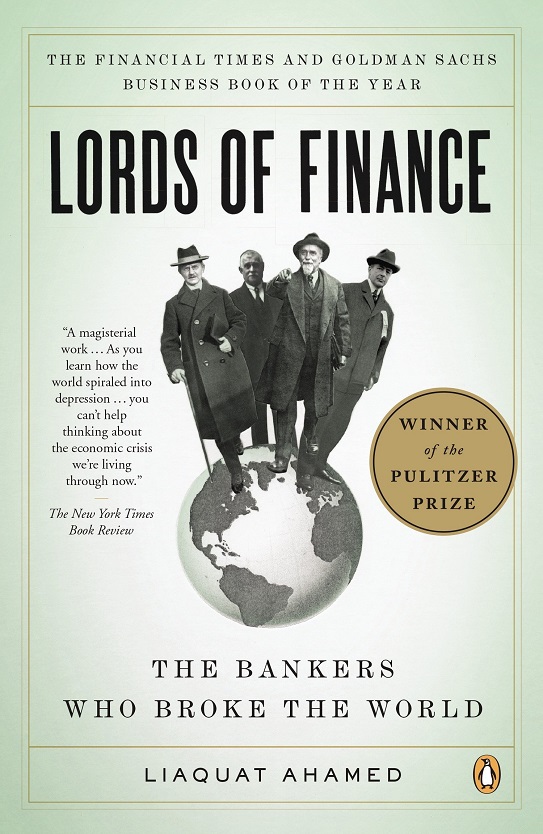 THE FINANCIAL TIMES AND GOLDMAN SACHS
BUSINESS BOOK OF THE YEAR
LORDS OF FINANCE
“A magisterial
work ... As you
learn how the
world spiraled into
depression ... you
can’t help
thinking about
the economic crisis
we’re living
through now.”
The New York Times
Book Review
WINNER
of the
PULITZER
PRIZE
THE BANKERS
WHO BROKE THE WORLD
LIAQUAT AHAMED